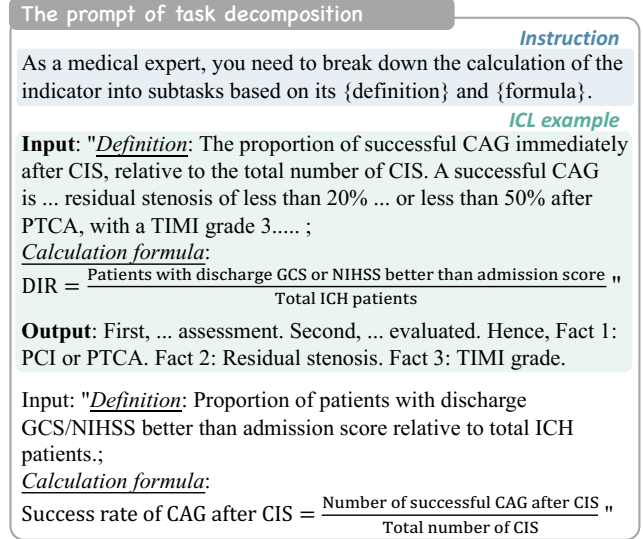 The prompt of task decomposition
Instruction
As a medical expert, you need to break down the calculation of the
indicator into subtasks based on its {definition} and {formula}.
ICL example
Input: "Definition: The proportion of successful CAG immediately
after CIS, relative to the total number of CIS. A successful CAG
is ... residual stenosis of less than 20% ... or less than 50% after
PTCA, with a TIMI grade 3..... ;
Calculation formula:
DIR = Patients with discharge GCS or NIHSS better than admission score / Total ICH patients "
Output: First, ... assessment. Second, ... evaluated. Hence, Fact 1:
PCI or PTCA. Fact 2: Residual stenosis. Fact 3: TIMI grade.
Input: "Definition: Proportion of patients with discharge
GCS/NIHSS better than admission score relative to total ICH
patients.;
Calculation formula:
Success rate of CAG after CIS = Number of successful CAG after CIS / Total number of CIS "